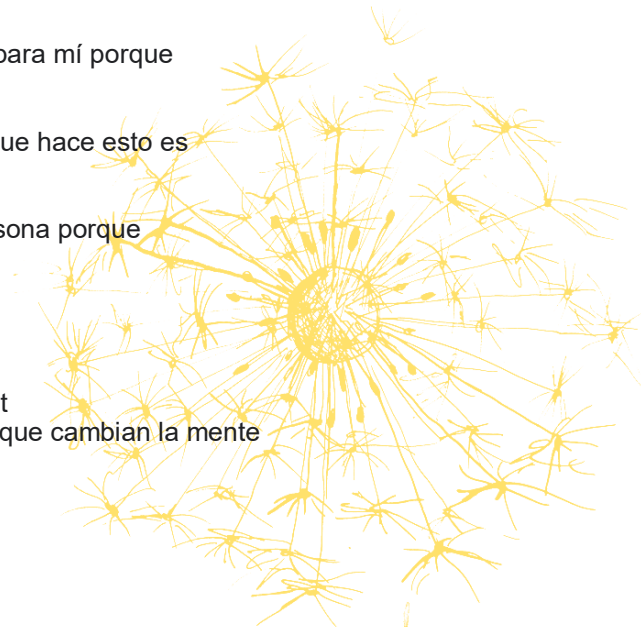 para mí porque
ue hace esto es
sona porque
t
que cambian la mente